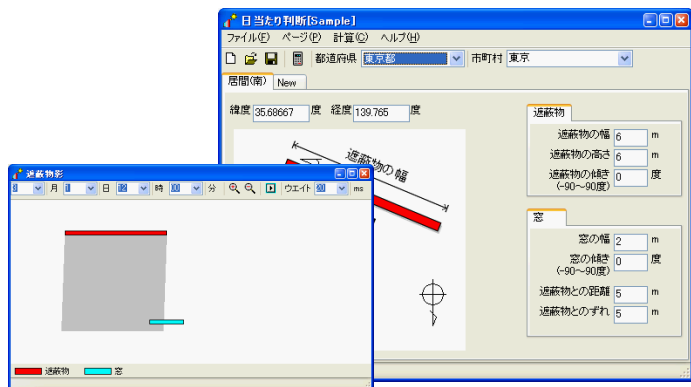 日当たり判断[Sample]
ファイル(F) ページ(P) 計算(C) ヘルプ(H)
都道府県 東京都 市町村 東京
居間(南) New
緯度 35.68667 度 経度 139.765 度
遮蔽物の幅
遮蔽物
遮蔽物の幅 6 m
遮蔽物の高さ 6 m
遮蔽物の傾き 0 度
(-90～90度)
窓
窓の幅 2 m
窓の傾き 0 度
(-90～90度)
遮蔽物との距離 5 m
遮蔽物とのずれ 5 m
遮蔽物影
月 日 12 時 00 分 ウエイト ms
遮蔽物 窓